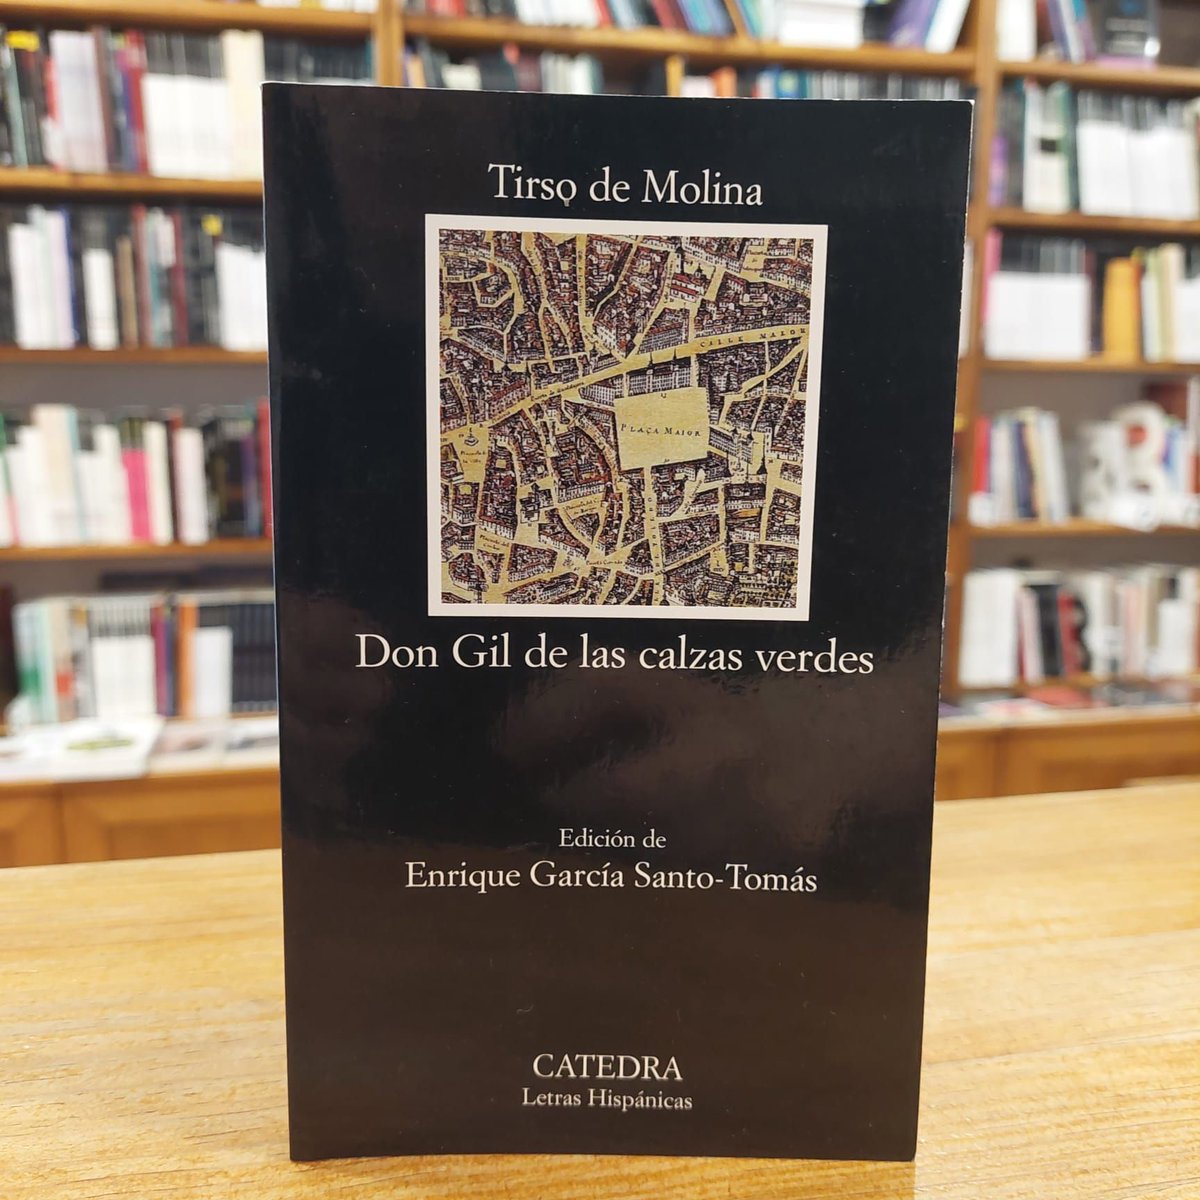 Tirso de Molina
CALLE MAIOR
PLAÇA MAIOR
Don Gil de las calzas verdes
Edición de
Enrique García Santo-Tomás
CATEDRA
Letras Hispánicas